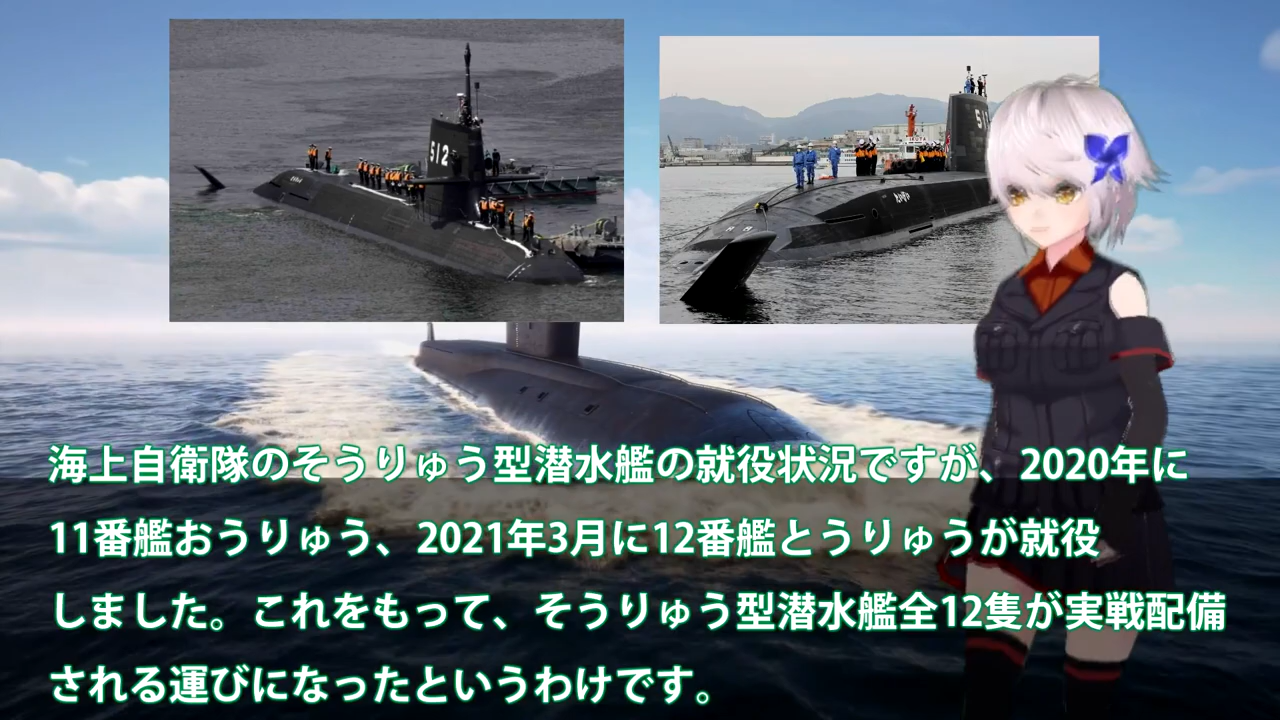 512
51
海上自衛隊のそうりゅう型潜水艦の就役状況ですが、2020年に
11番艦おうりゅう、2021年3月に12番艦とうりゅうが就役
しました。これをもって、そうりゅう型潜水艦全12隻が実戦配備
される運びになったというわけです。